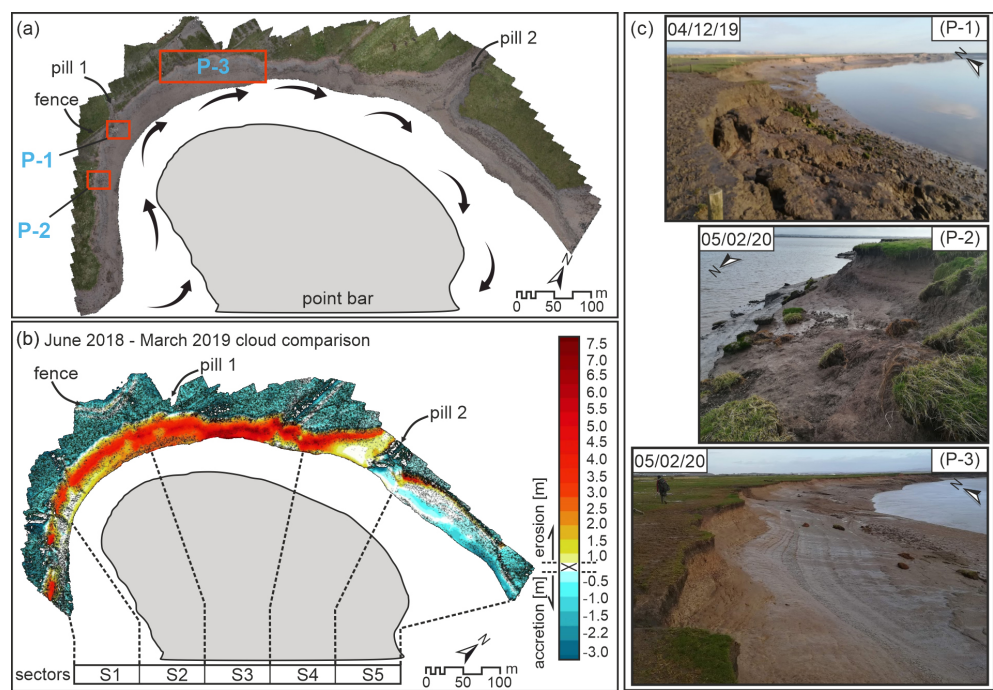 (a)
pill 2
P-3
pill 1
fence
P-1
P-2
point bar
N
0 50 100 m
(b) June 2018 - March 2019 cloud comparison
fence
pill 1
pill 2
7.5
7.0
6.5
6.0
5.5
5.0
4.5
4.0
3.5
3.0
2.5
2.0
1.5
1.0
-0.5
-1.0
-1.5
-2.2
-3.0
erosion [m]
accretion [m]
N
0 50 100 m
sectors S1 S2 S3 S4 S5
(c)
04/12/19 (P-1)
N
05/02/20 (P-2)
N
05/02/20 (P-3)
N